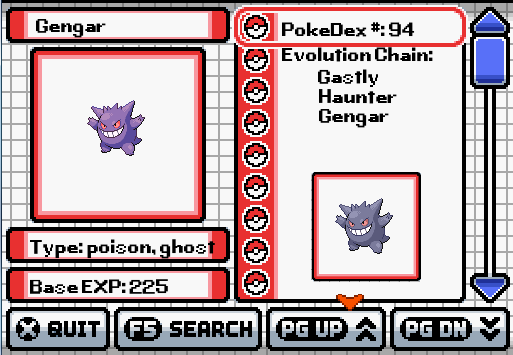 Gengar
PokeDex #: 94
Evolution Chain:
Gastly
Haunter
Gengar
Type: poison, ghost
Base EXP: 225
X QUIT
F5 SEARCH
PG UP
PG DN